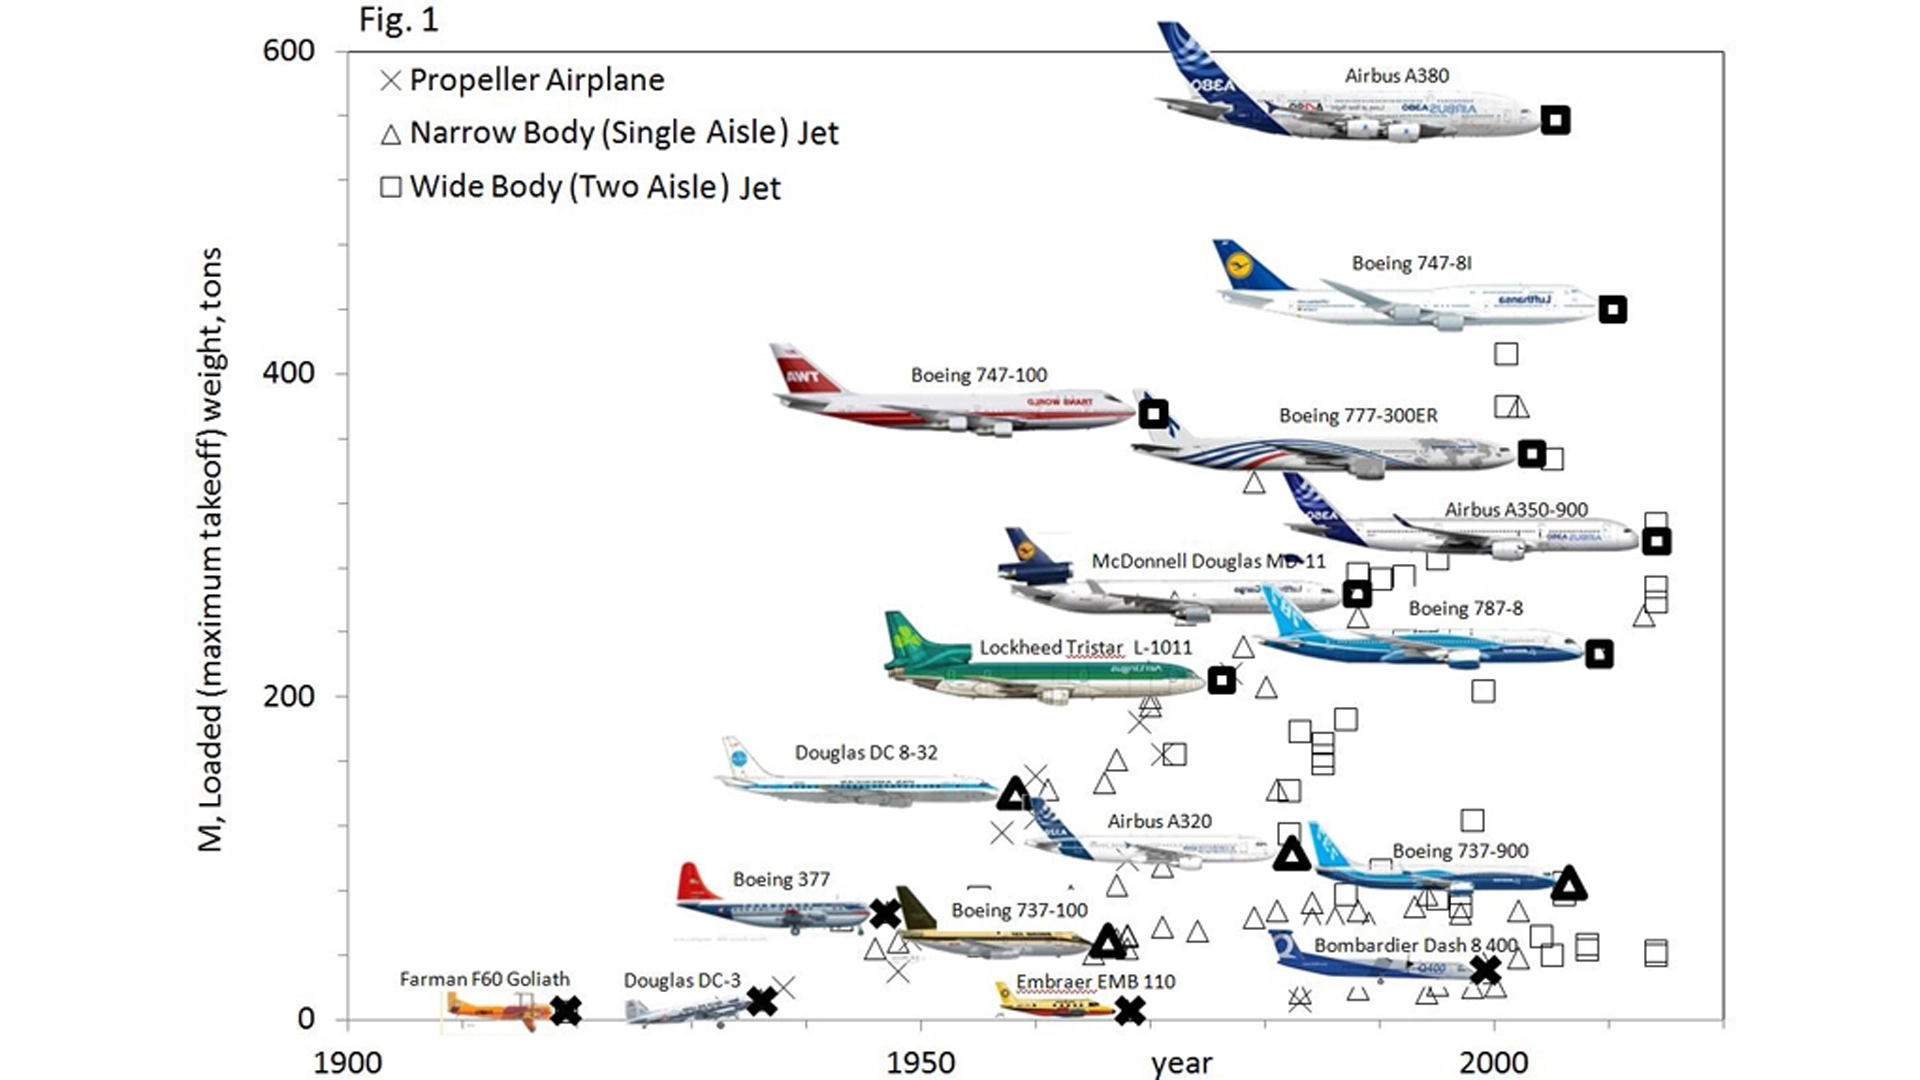 Fig. 1
600
Propeller Airplane
Narrow Body (Single Aisle) Jet
Wide Body (Two Aisle) Jet
Airbus A380
Boeing 747-8I
400
Boeing 747-100
Boeing 777-300ER
Airbus A350-900
McDonnell Douglas MD-11
Boeing 787-8
Lockheed Tristar L-1011
200
Douglas DC 8-32
Airbus A320
Boeing 737-900
Boeing 377
Boeing 737-100
Bombardier Dash 8 400
Farman F60 Goliath
Douglas DC-3
Embraer EMB 110
0
1900
1950
year
2000
M, Loaded (maximum takeoff) weight, tons